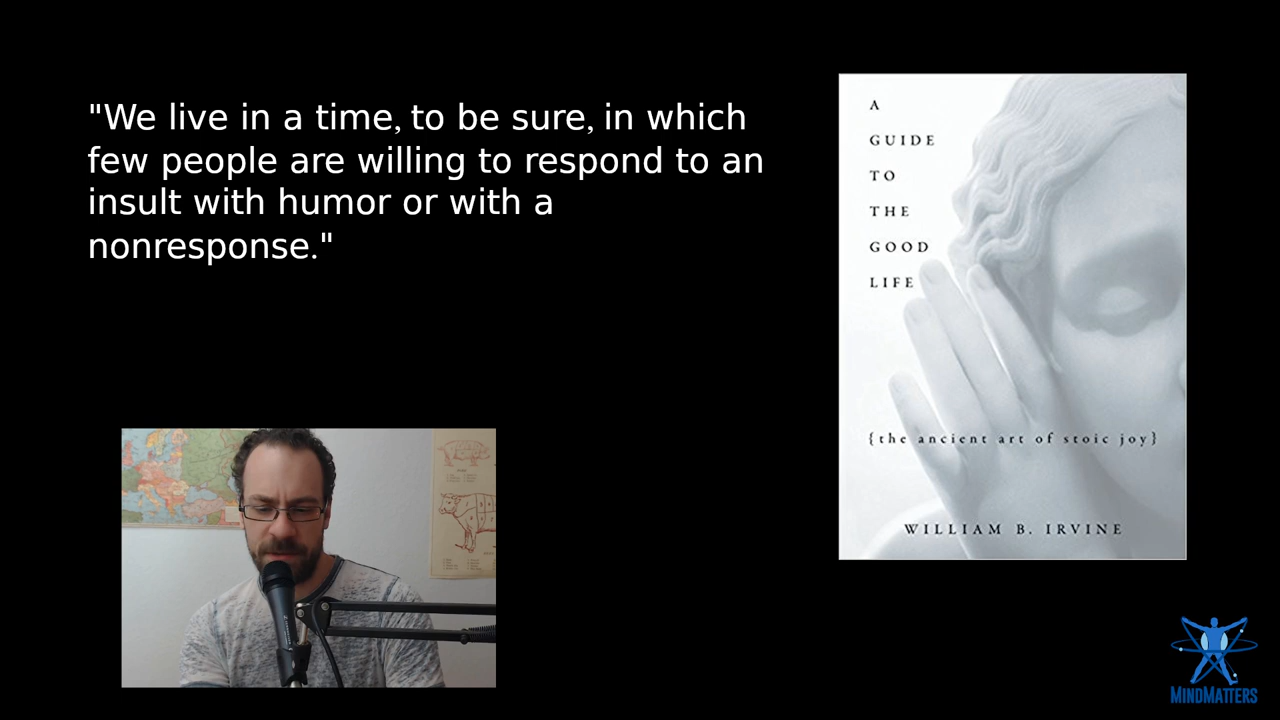 "We live in a time, to be sure, in which
few people are willing to respond to an
insult with humor or with a
nonresponse."
A
GUIDE
TO
THE
GOOD
LIFE
{the ancient art of stoic joy}
WILLIAM B. IRVINE
MINDMATTERS